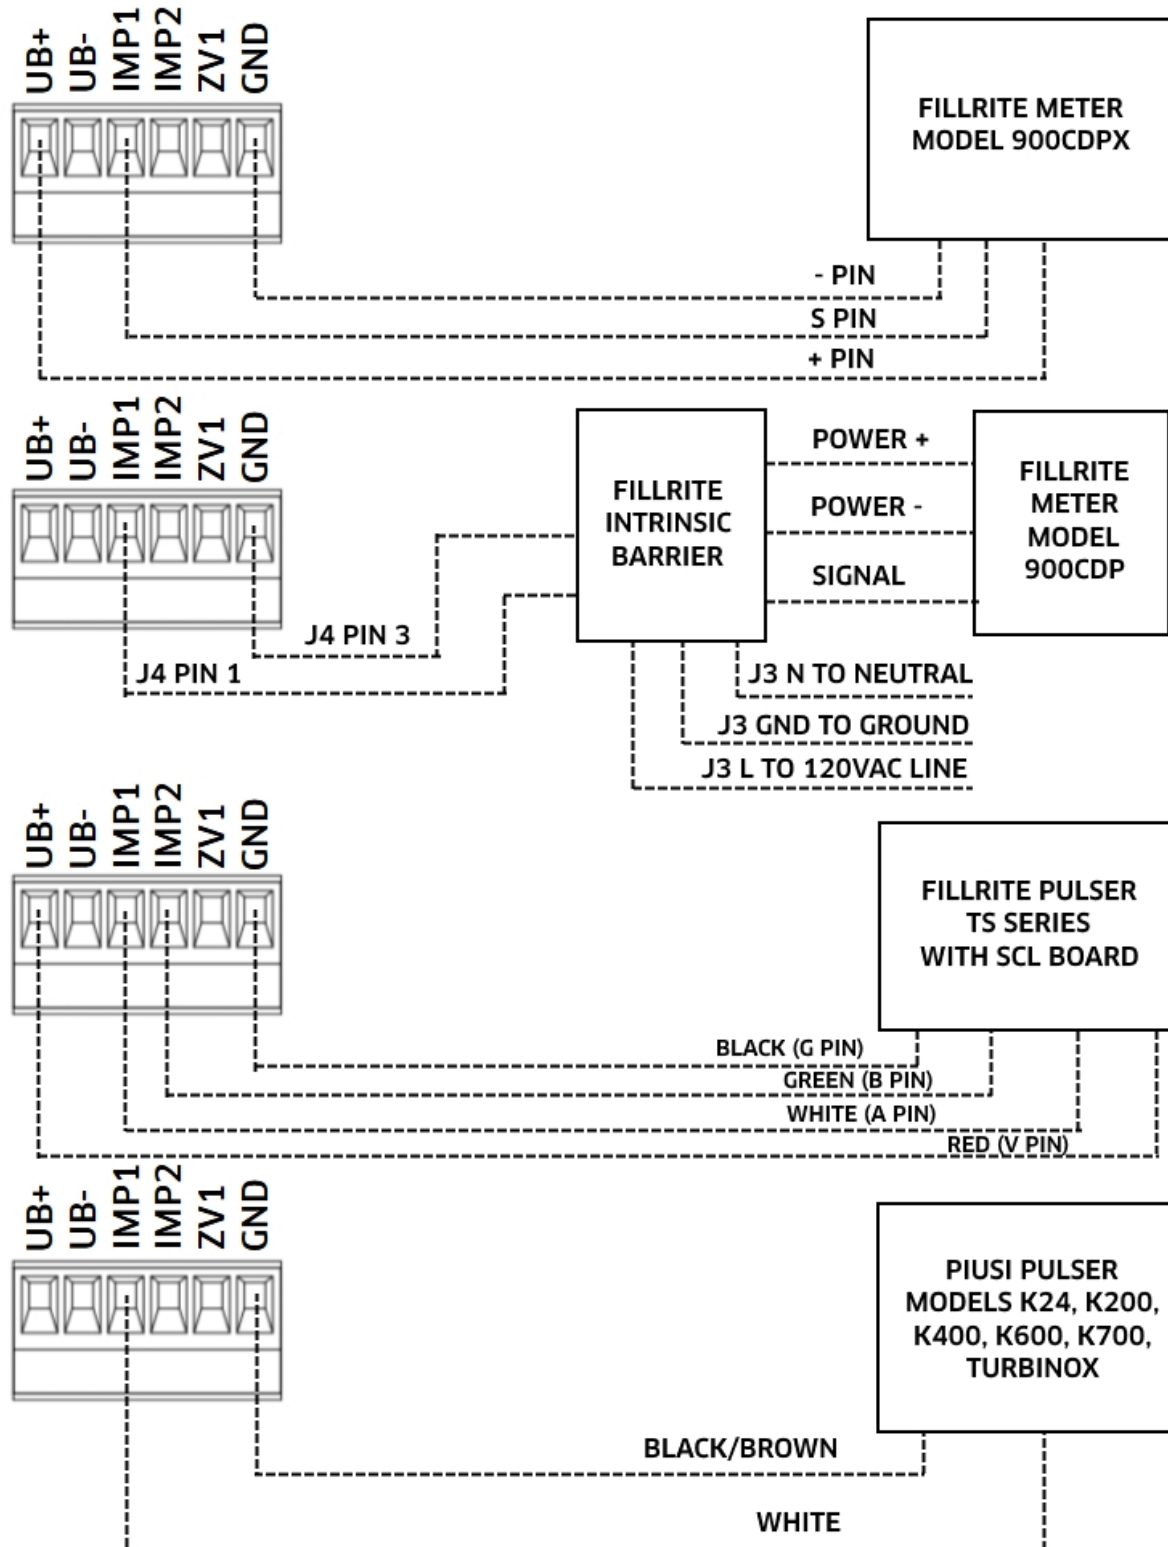 UB+
UB-
IMP1
IMP2
ZV1
GND
FILLRITE METER
MODEL 900CDPX
- PIN
S PIN
+ PIN
UB+
UB-
IMP1
IMP2
ZV1
GND
FILLRITE
INTRINSIC
BARRIER
POWER +
POWER -
SIGNAL
FILLRITE
METER
MODEL
900CDP
J4 PIN 3
J4 PIN 1
J3 N TO NEUTRAL
J3 GND TO GROUND
J3 L TO 120VAC LINE
UB+
UB-
IMP1
IMP2
ZV1
GND
FILLRITE PULSER
TS SERIES
WITH SCL BOARD
BLACK (G PIN)
GREEN (B PIN)
WHITE (A PIN)
RED (V PIN)
UB+
UB-
IMP1
IMP2
ZV1
GND
PIUSI PULSER
MODELS K24, K200,
K400, K600, K700,
TURBINOX
BLACK/BROWN
WHITE